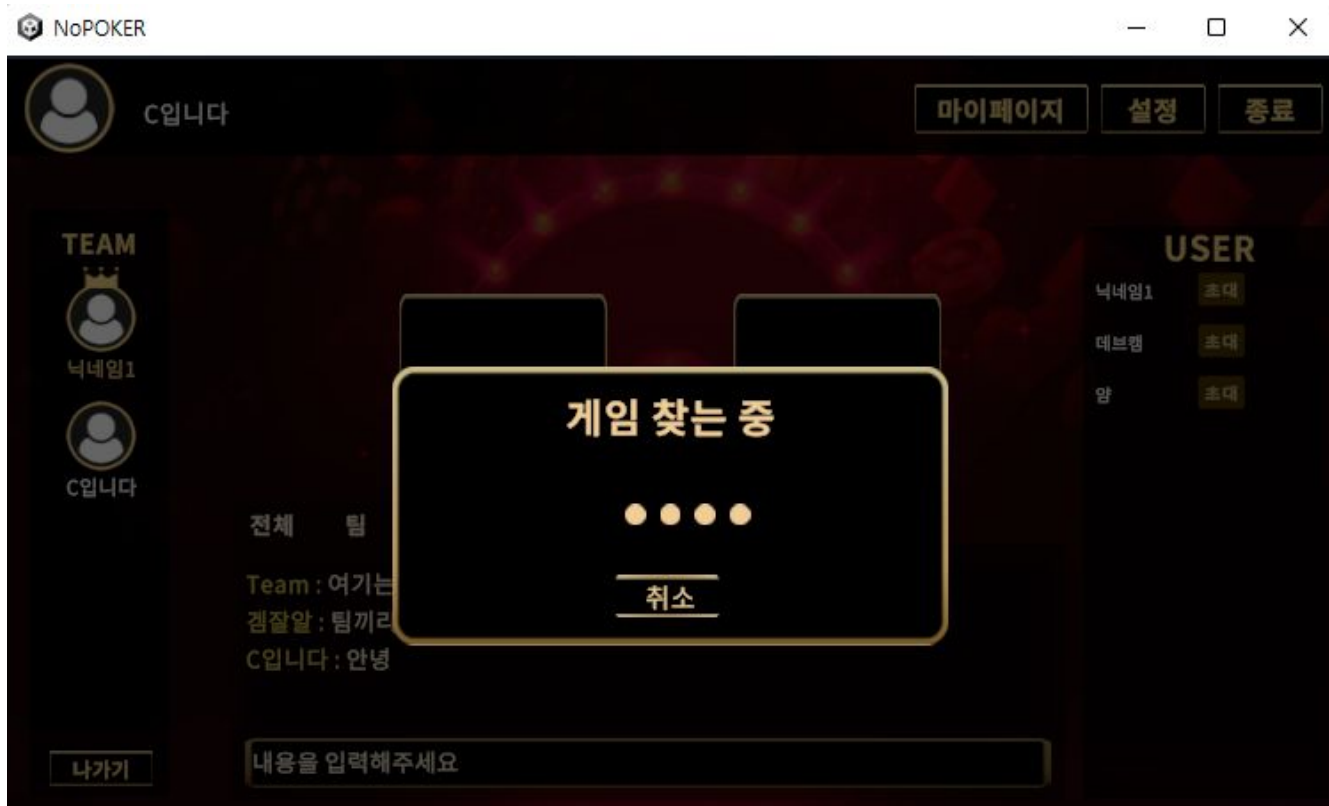 NoPOKER
C입니다
마이페이지 설정 종료
TEAM
닉네임1
C입니다
나가기
USER
닉네임1 초대
데브캠 초대
양 초대
게임 찾는 중
취소
전체 팀
Team : 여기는
겜잘알 : 팀끼리
C입니다 : 안녕
내용을 입력해주세요